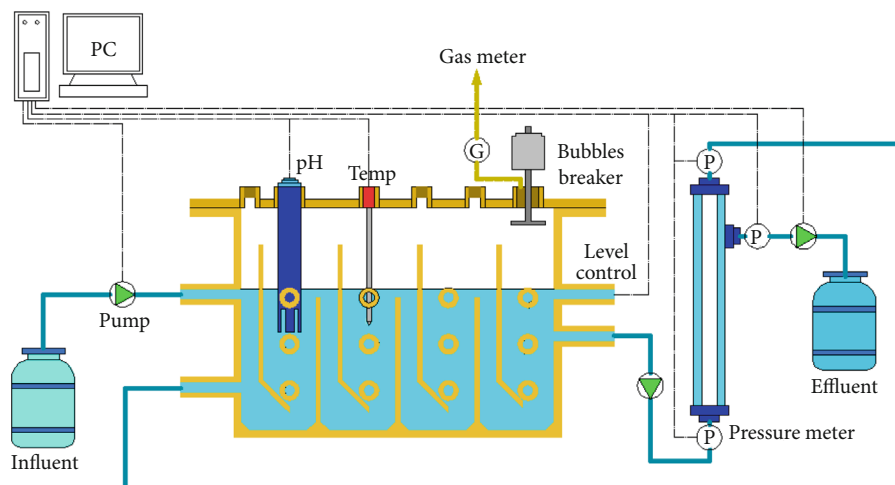 PC
Gas meter
G
Bubbles
breaker
pH
Temp
P
P
Level
control
Pump
Effluent
Influent
P
Pressure meter